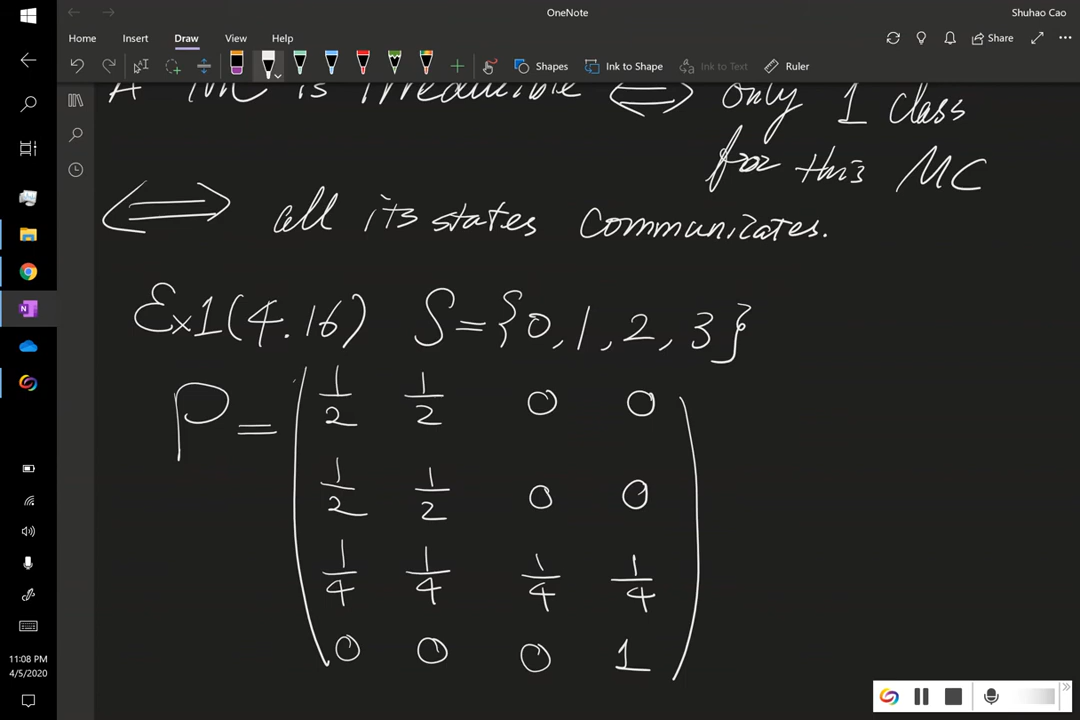 OneNote
Shuhao Cao
Home Insert Draw View Help
Share
Shapes Ink to Shape Ink to Text Ruler
A MC is irreducible ⟺ only 1 class
for this MC
⟺ all its states communicates.
Ex1(4.16) S={0,1,2,3}
P= (1/2 1/2 0 0
1/2 1/2 0 0
1/4 1/4 1/4 1/4
0 0 0 1)
11:08 PM
4/5/2020